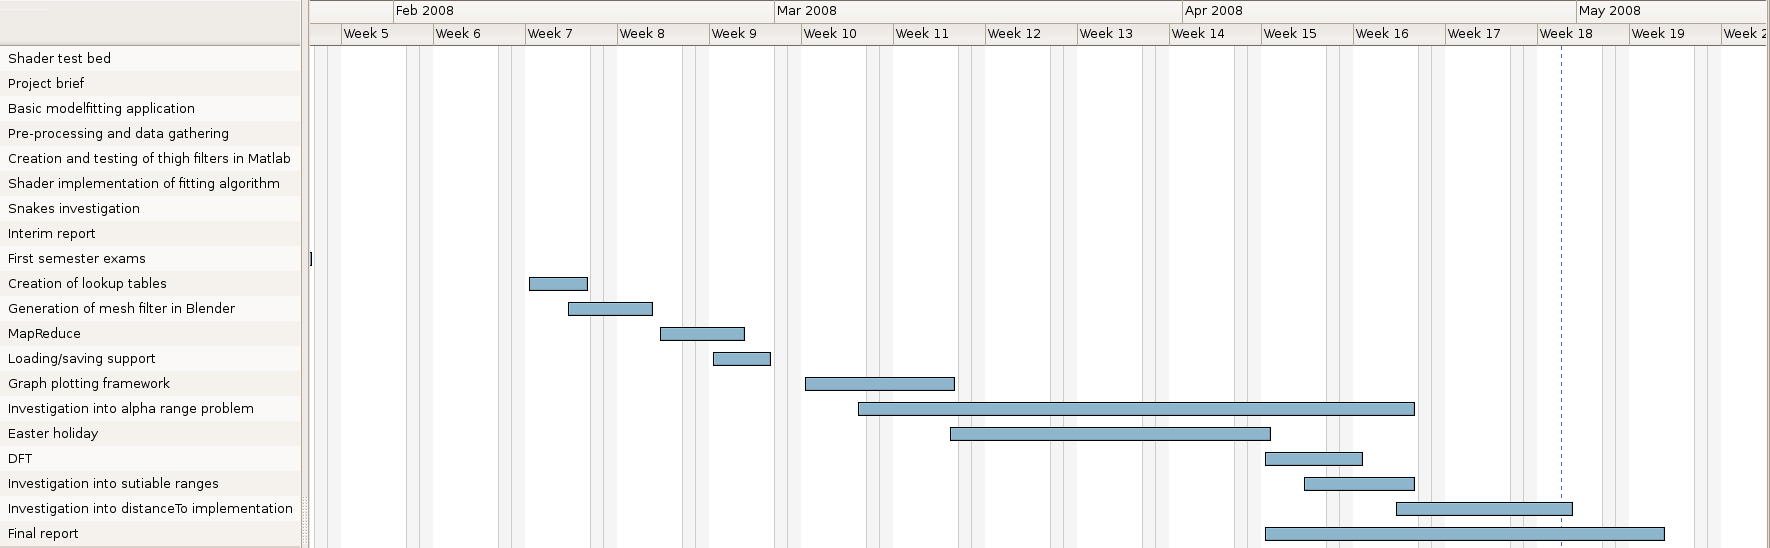 Feb 2008 Mar 2008 Apr 2008 May 2008
Week 5 Week 6 Week 7 Week 8 Week 9 Week 10 Week 11 Week 12 Week 13 Week 14 Week 15 Week 16 Week 17 Week 18 Week 19 Week 2
Shader test bed
Project brief
Basic modelfitting application
Pre-processing and data gathering
Creation and testing of thigh filters in Matlab
Shader implementation of fitting algorithm
Snakes investigation
Interim report
First semester exams
Creation of lookup tables
Generation of mesh filter in Blender
MapReduce
Loading/saving support
Graph plotting framework
Investigation into alpha range problem
Easter holiday
DFT
Investigation into sutiable ranges
Investigation into distanceTo implementation
Final report